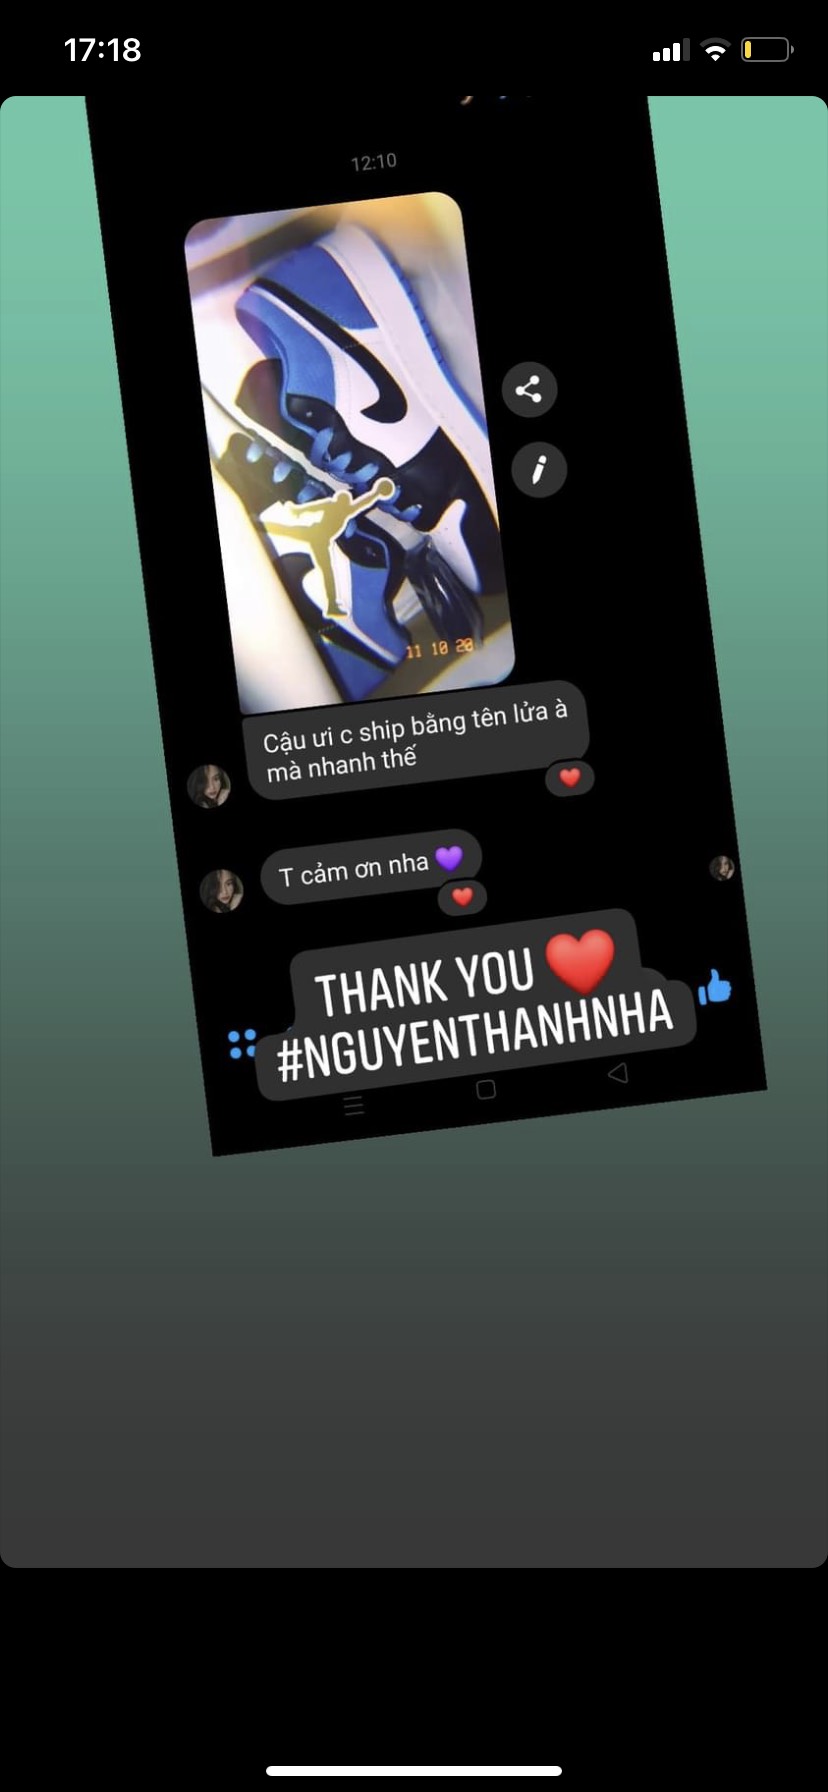 17:18
12:10
11 10 20
Cậu ưi c ship bằng tên lửa à
mà nhanh thế
T cảm ơn nha 💜
THANK YOU ❤️
#NGUYENTHANHNHA